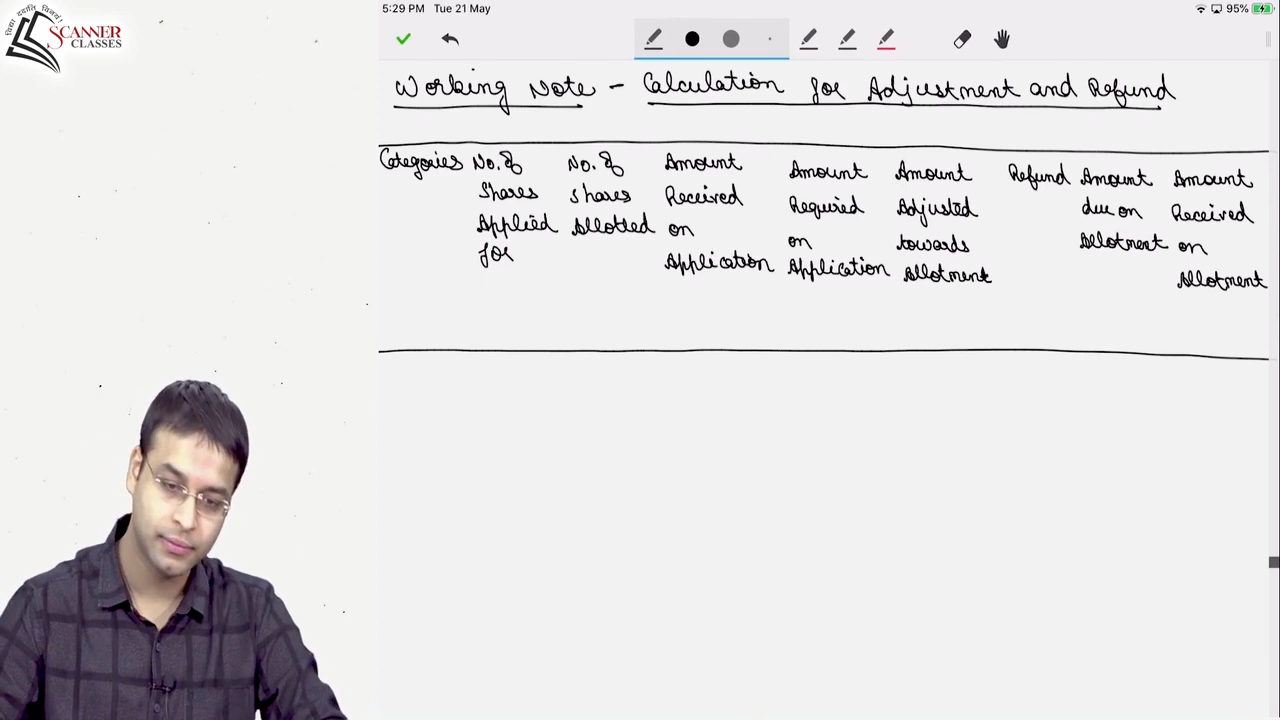 विद्या ददाति विनयं।
SCANNER
CLASSES
5:29 PM Tue 21 May
95%
Working Note - Calculation for Adjustment and Refund
Categories
No. of
Shares
Applied
for
No. of
Shares
Allotted
Amount
Received
on
Application
Amount
Required
on
Application
Amount
Adjusted
towards
Allotment
Refund
Amount
due on
Allotment
Amount
Received
on
Allotment